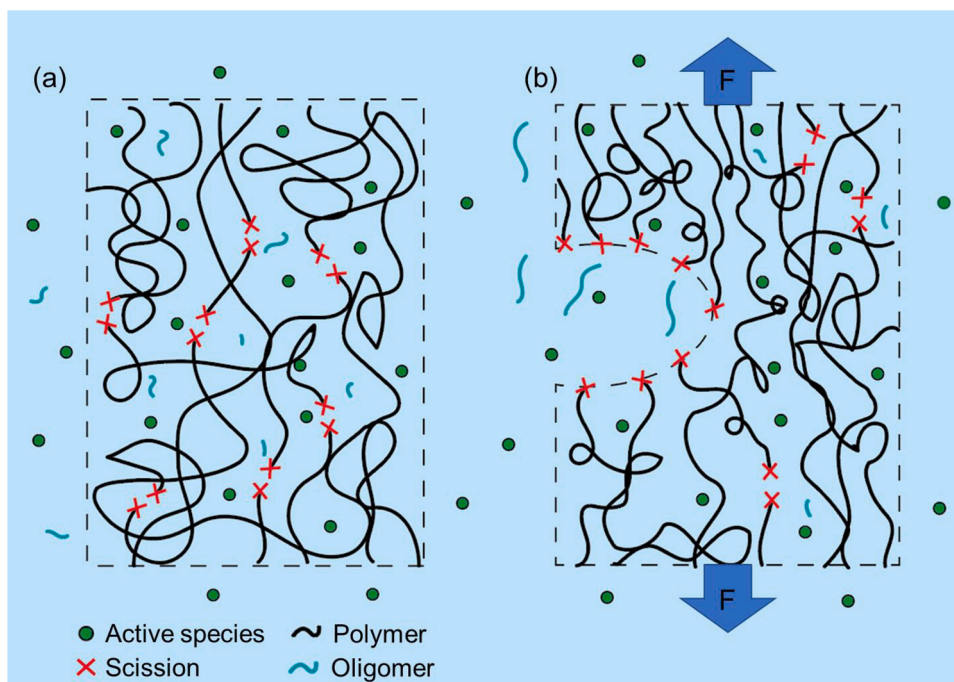 (a)
(b)
F
F
Active species
Polymer
Scission
Oligomer